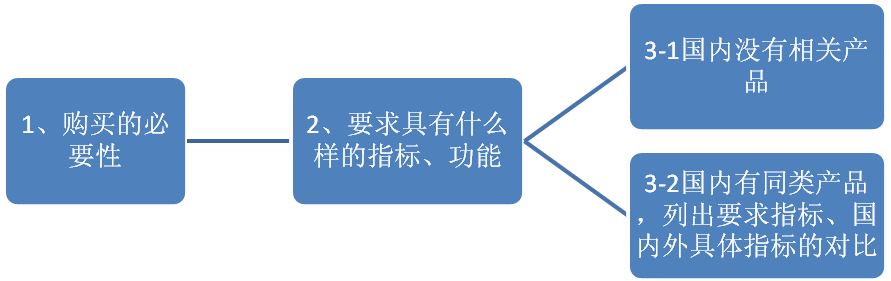 1、购买的必
要性
2、要求具有什么
样的指标、功能
3-1国内没有相关产
品
3-2国内有同类产品
，列出要求指标、国
内外具体指标的对比